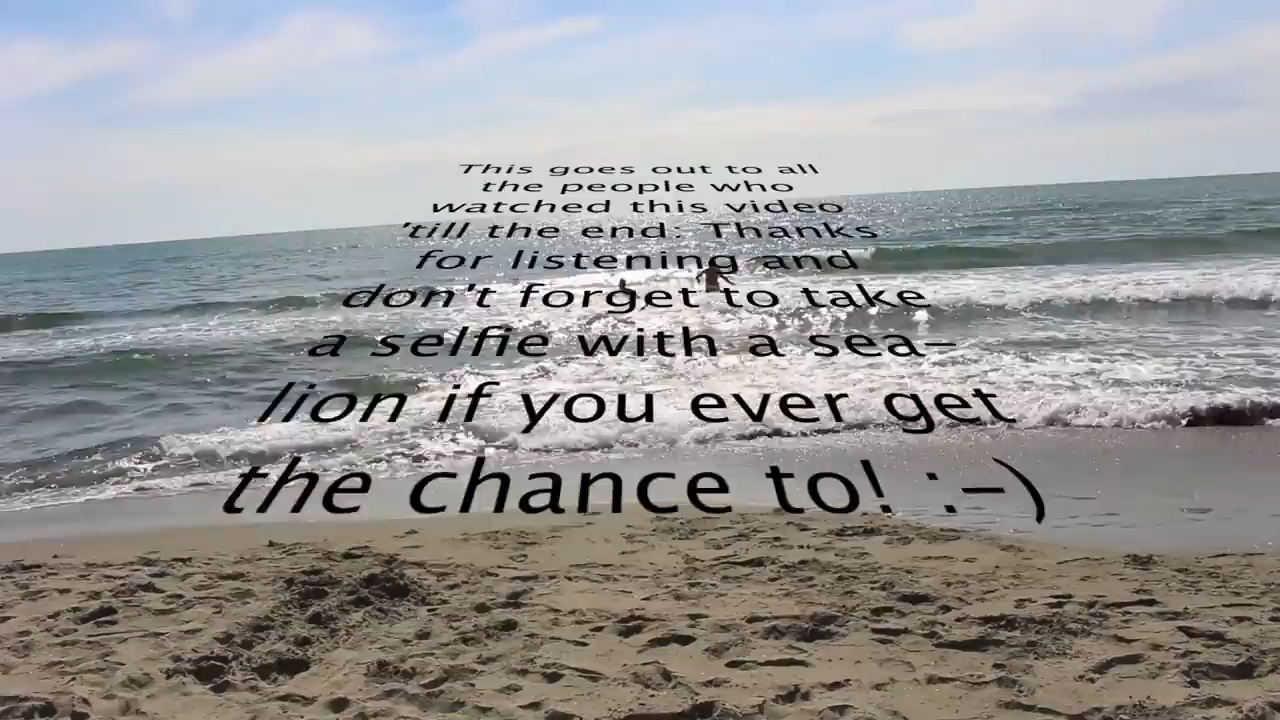 This goes out to all
the people who
watched this video
'till the end: Thanks
for listening and
don't forget to take
a selfie with a sea-
lion if you ever get
the chance to! :-)